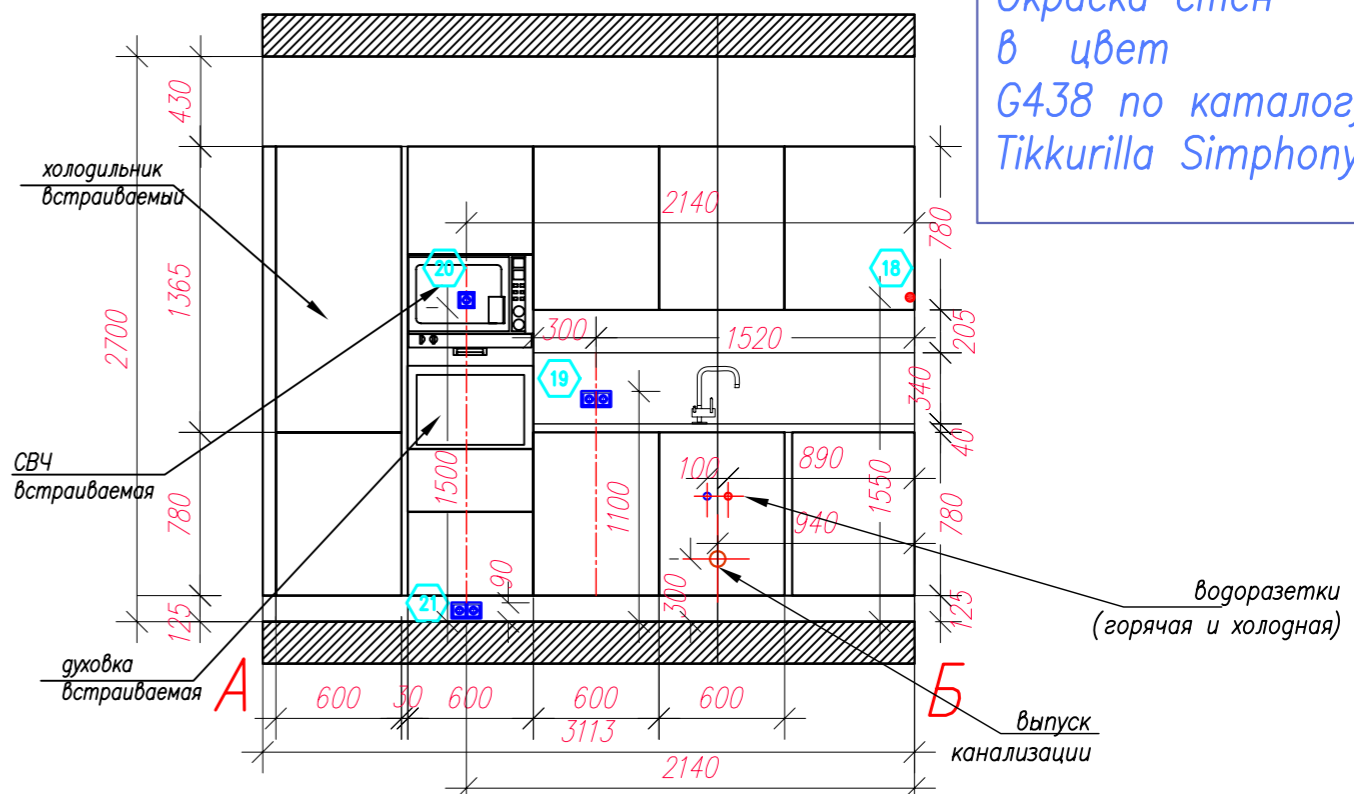 Окраска стен
в цвет
G438 по каталогу
Tikkurilla Simphony
430
холодильник
встраиваемый
2140
780
20
18
1365
2700
300
1520
205
19
340
СВЧ
встраиваемая
40
1500
100
890
1550
1100
780
940
780
90
водоразетки
(горячая и холодная)
21
300
125
125
духовка
встраиваемая
А
Б
600
30
600
600
600
3113
выпуск
канализации
2140